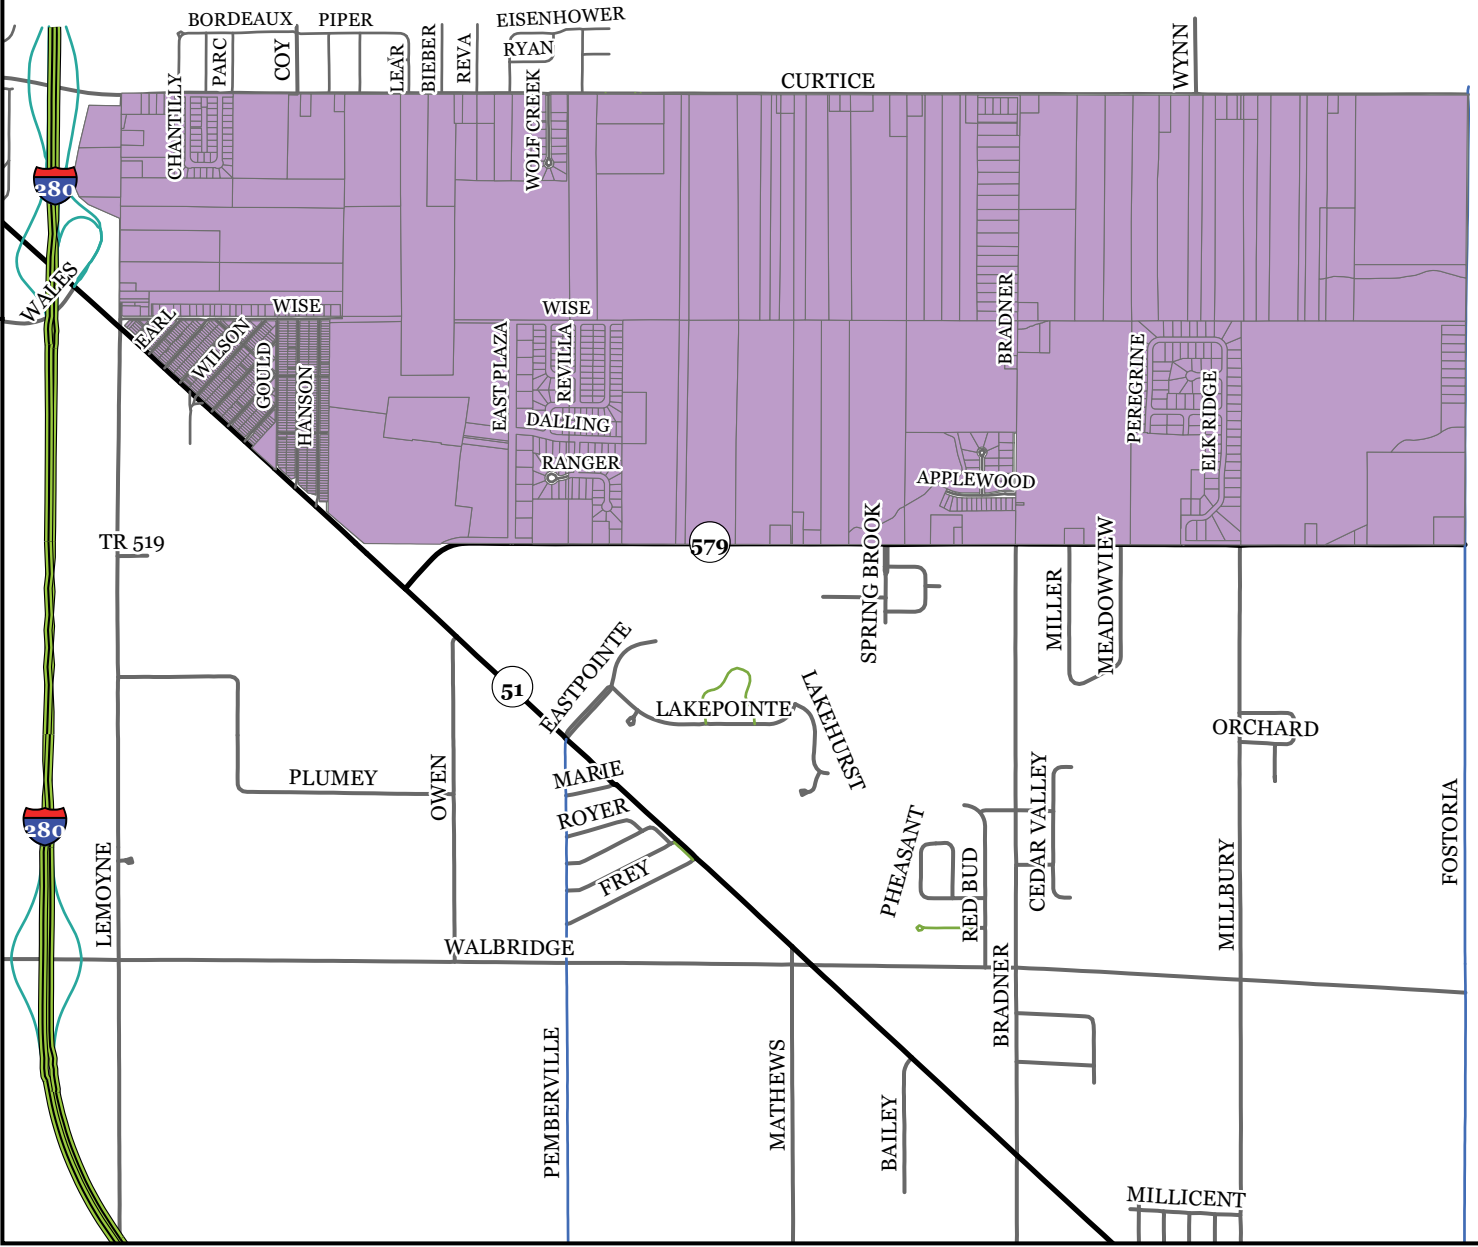 BORDEAUX
PIPER
EISENHOWER
CHANTILLY
PARC
COY
LEAR
BIEBER
REVA
RYAN
WOLF CREEK
CURTICE
WYNN
280
WALES
EARL
WILSON
WISE
GOULD
HANSON
WISE
EAST PLAZA
REVILLA
DALLING
RANGER
BRADNER
APPLEWOOD
PEREGRINE
ELK RIDGE
TR 519
579
SPRING BROOK
MILLER
MEADOWVIEW
51
EASTPOINTE
LAKEPOINTE
LAKEHURST
ORCHARD
PLUMEY
OWEN
MARIE
ROYER
FREY
280
LEMOYNE
PHEASANT
RED BUD
CEDAR VALLEY
MILLBURY
FOSTORIA
WALBRIDGE
BRADNER
PEMBERVILLE
MATHEWS
BAILEY
MILLICENT